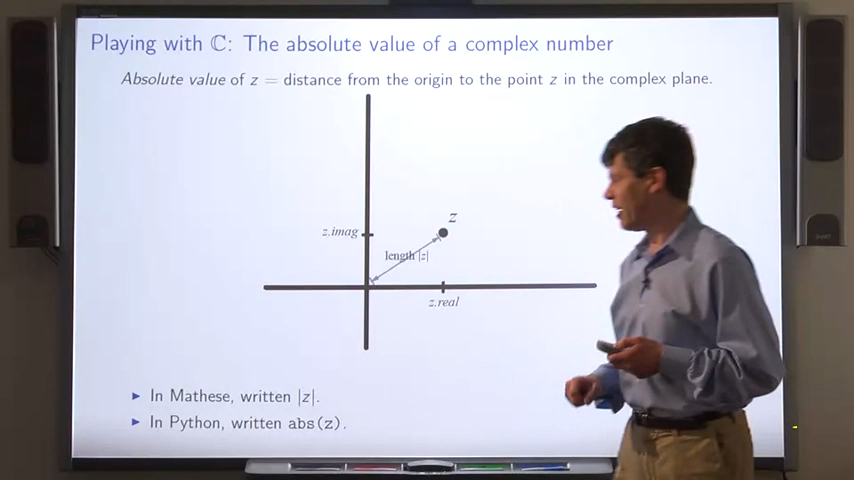 Playing with ℂ: The absolute value of a complex number
Absolute value of z = distance from the origin to the point z in the complex plane.
z
z.imag
length |z|
z.real
▶ In Mathese, written |z|.
▶ In Python, written abs(z).